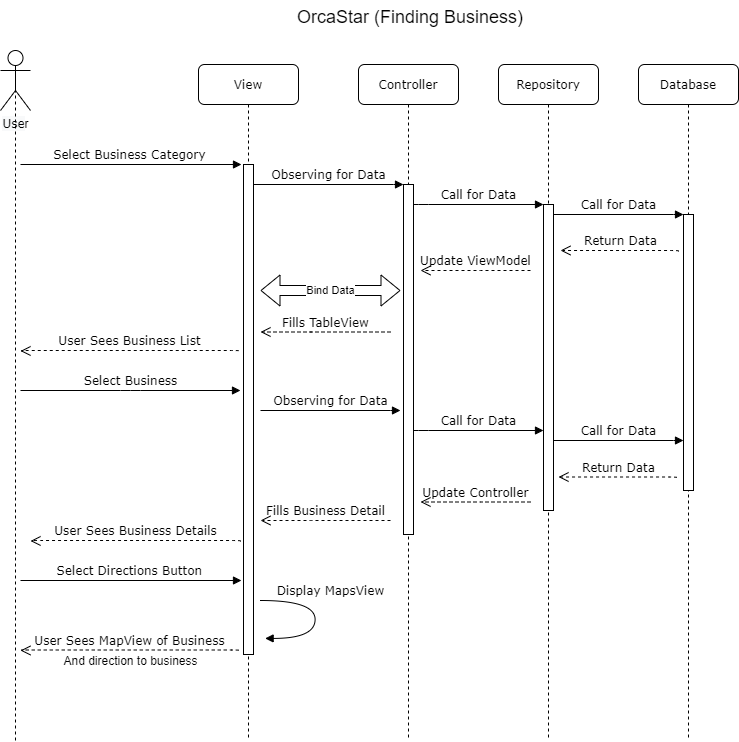 OrcaStar (Finding Business)
View
Controller
Repository
Database
User
Select Business Category
Observing for Data
Call for Data
Call for Data
Return Data
Update ViewModel
Bind Data
Fills TableView
User Sees Business List
Select Business
Observing for Data
Call for Data
Call for Data
Return Data
Update Controller
Fills Business Detail
User Sees Business Details
Select Directions Button
Display MapsView
User Sees MapView of Business
And direction to business